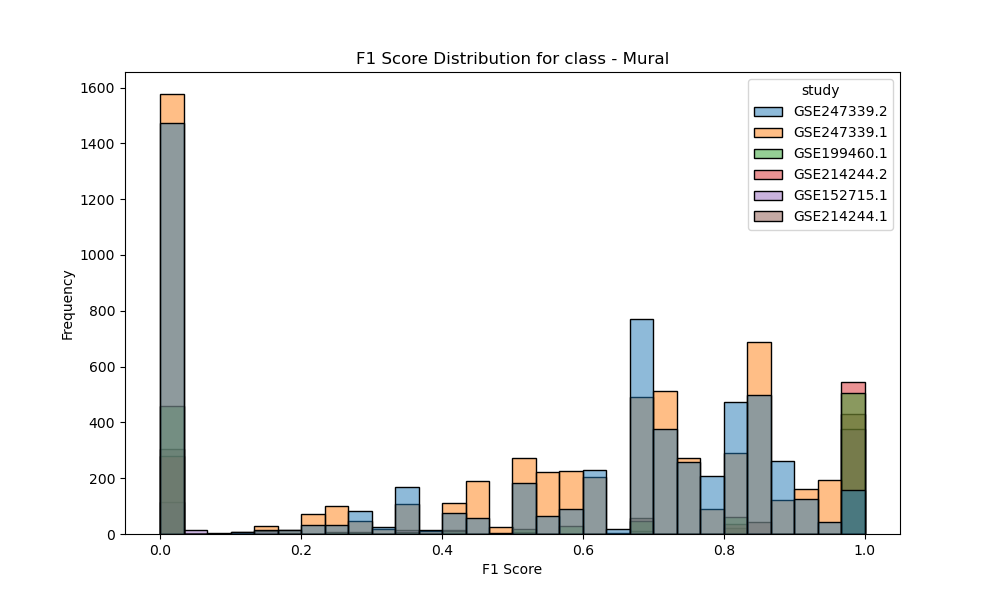 F1 Score Distribution for class - Mural
study
GSE247339.2
GSE247339.1
GSE199460.1
GSE214244.2
GSE152715.1
GSE214244.1
Frequency
1600
1400
1200
1000
800
600
400
200
0
0.0 0.2 0.4 0.6 0.8 1.0
F1 Score